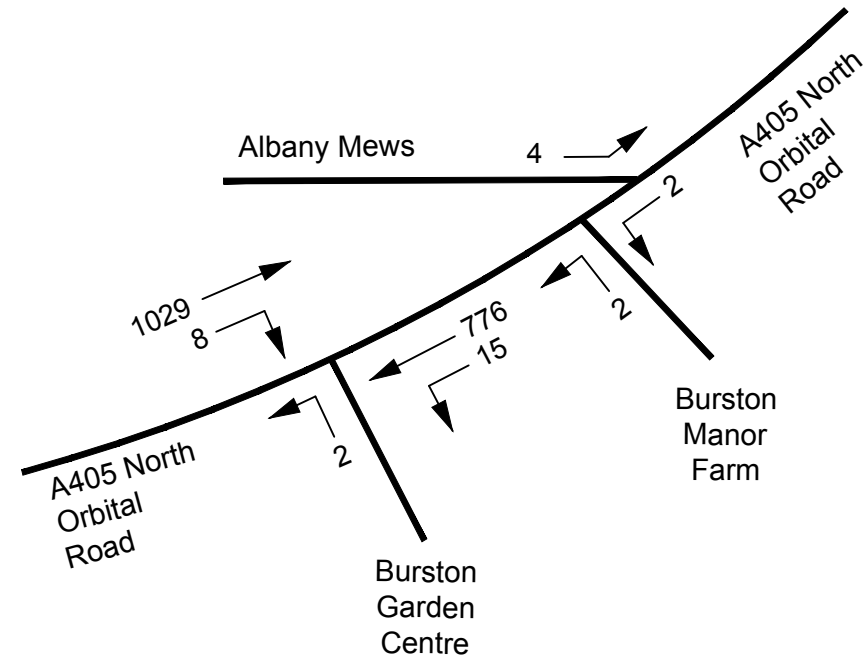 A405 North
Orbital
Road
Albany Mews
4
2
1029
8
776
15
2
2
Burston
Manor
Farm
A405 North
Orbital
Road
Burston
Garden
Centre